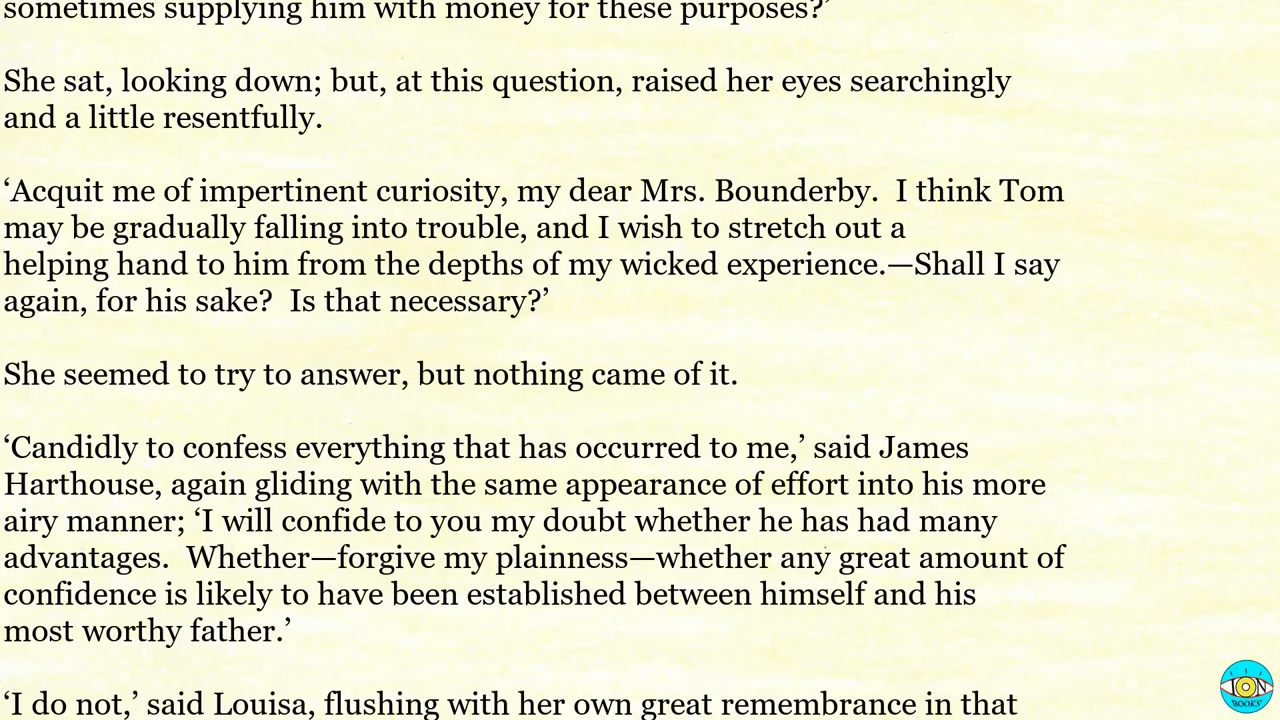 sometimes supplying him with money for these purposes?’
She sat, looking down; but, at this question, raised her eyes searchingly
and a little resentfully.
‘Acquit me of impertinent curiosity, my dear Mrs. Bounderby.  I think Tom
may be gradually falling into trouble, and I wish to stretch out a
helping hand to him from the depths of my wicked experience.—Shall I say
again, for his sake?  Is that necessary?’
She seemed to try to answer, but nothing came of it.
‘Candidly to confess everything that has occurred to me,’ said James
Harthouse, again gliding with the same appearance of effort into his more
airy manner; ‘I will confide to you my doubt whether he has had many
advantages.  Whether—forgive my plainness—whether any great amount of
confidence is likely to have been established between himself and his
most worthy father.’
‘I do not,’ said Louisa, flushing with her own great remembrance in that
ION
BOOKS